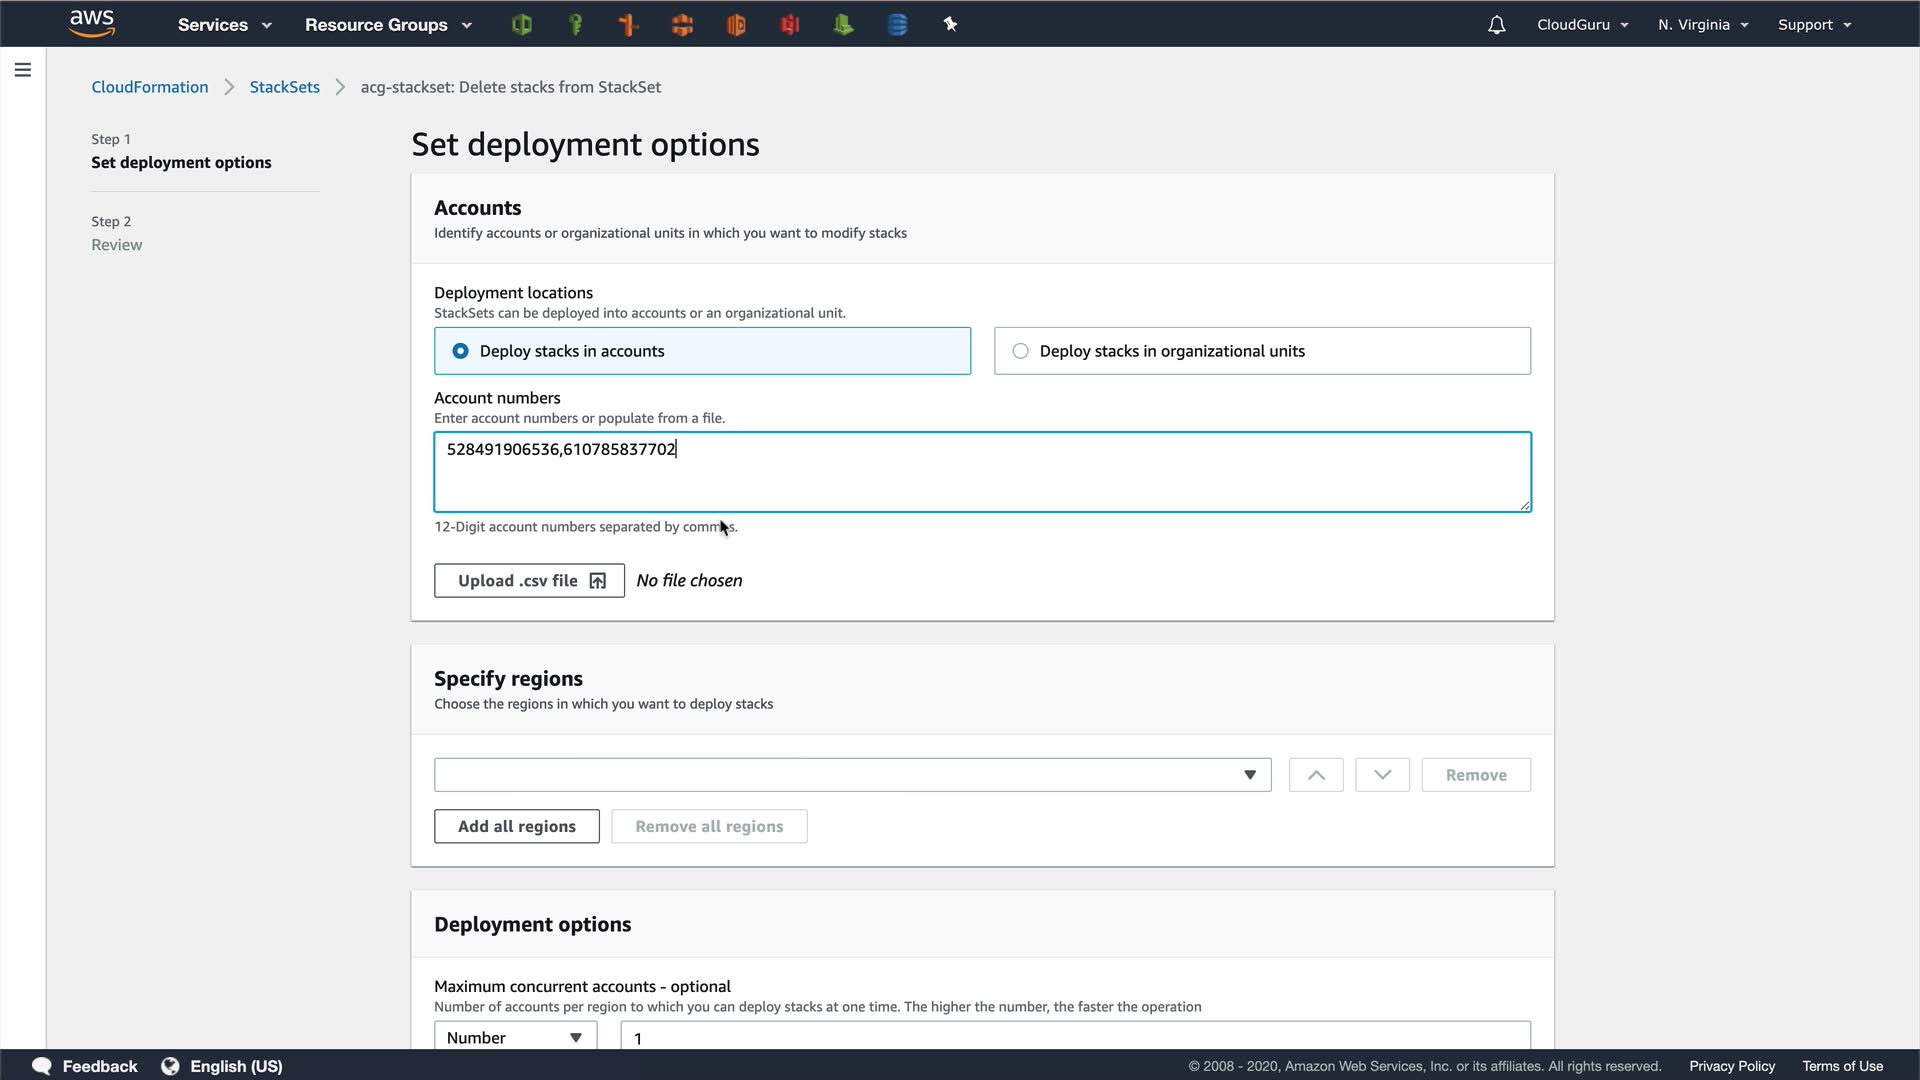 aws
Services
Resource Groups
CloudGuru
N. Virginia
Support
CloudFormation
StackSets
acg-stackset: Delete stacks from StackSet
Step 1
Set deployment options
Step 2
Review
Set deployment options
Accounts
Identify accounts or organizational units in which you want to modify stacks
Deployment locations
StackSets can be deployed into accounts or an organizational unit.
Deploy stacks in accounts
Deploy stacks in organizational units
Account numbers
Enter account numbers or populate from a file.
528491906536,610785837702
12-Digit account numbers separated by commas.
Upload .csv file
No file chosen
Specify regions
Choose the regions in which you want to deploy stacks
Remove
Add all regions
Remove all regions
Deployment options
Maximum concurrent accounts - optional
Number of accounts per region to which you can deploy stacks at one time. The higher the number, the faster the operation
Number
1
Feedback
English (US)
© 2008 - 2020, Amazon Web Services, Inc. or its affiliates. All rights reserved.
Privacy Policy
Terms of Use